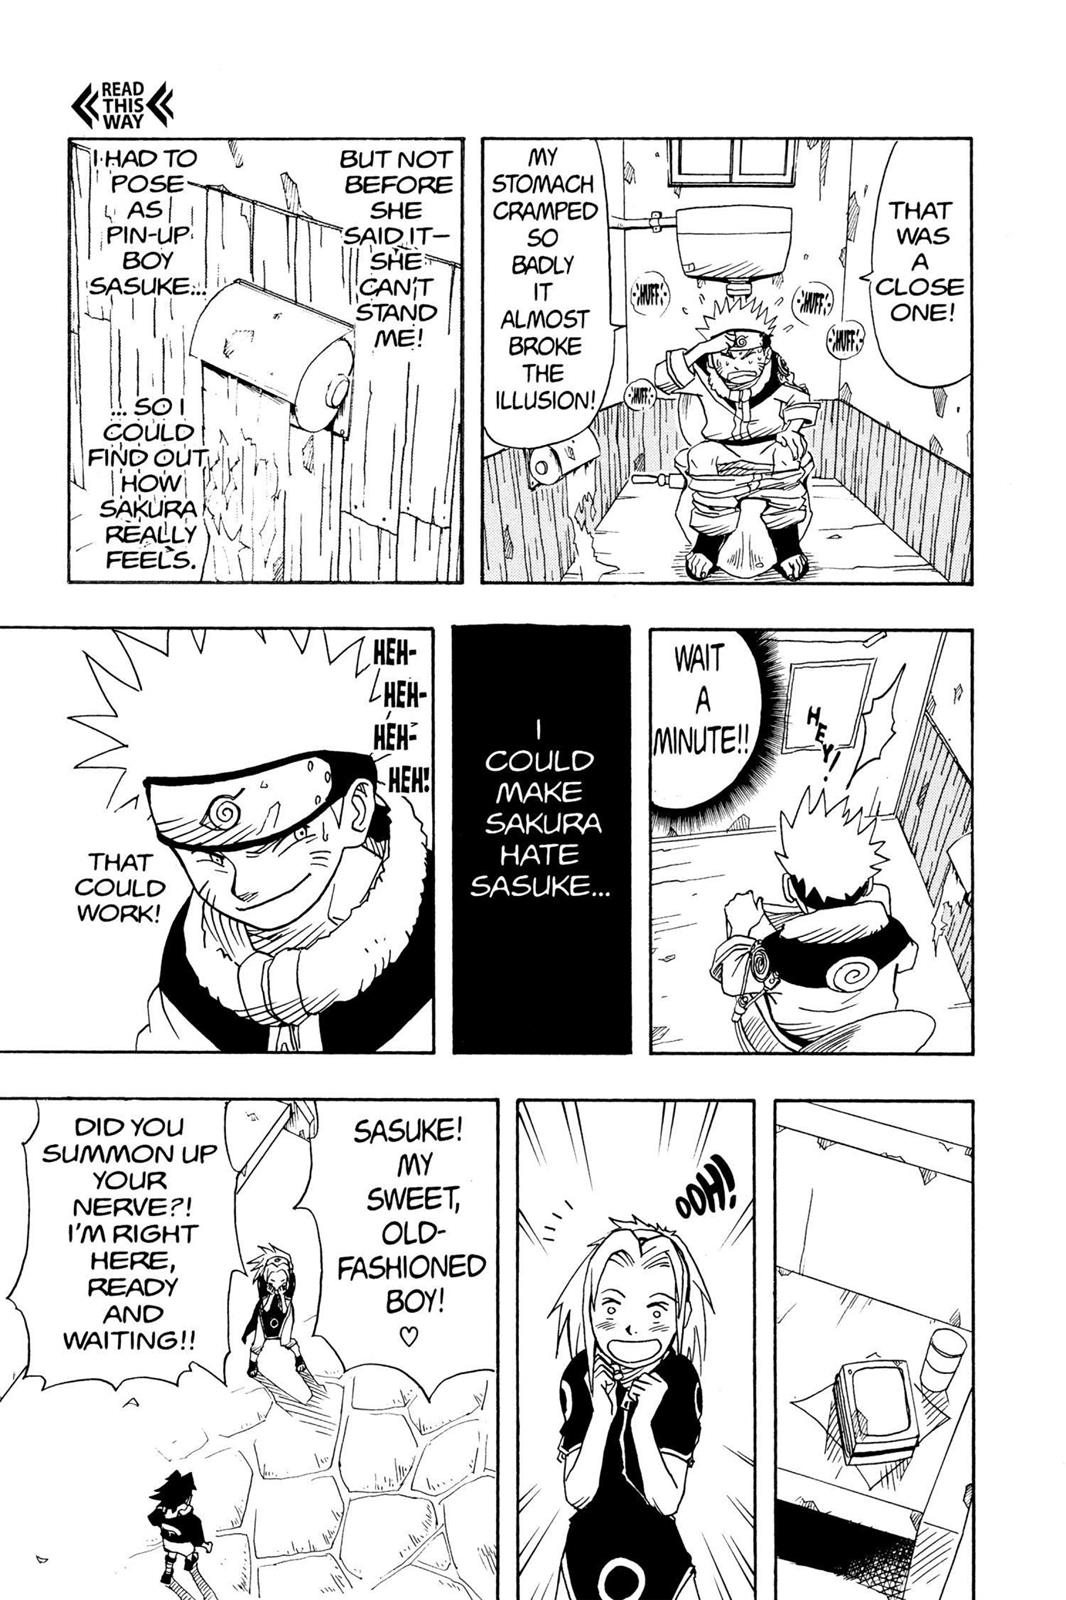 READ
THIS
WAY
THAT
WAS
A
CLOSE
ONE!
HUFF
HUFF
HUFF
HUFF
MY
STOMACH
CRAMPED
SO
BADLY
IT
ALMOST
BROKE
THE
ILLUSION!
BUT NOT
BEFORE
SHE
SAID IT—
SHE
CAN'T
STAND
ME!
I HAD TO
POSE
AS
PIN-UP
BOY
SASUKE...
... SO I
COULD
FIND OUT
HOW
SAKURA
REALLY
FEELS.
HEY!
WAIT
A
MINUTE!!
I
COULD
MAKE
SAKURA
HATE
SASUKE...
HEH-
HEH-
HEH-
HEH!
THAT
COULD
WORK!
OOH!
SASUKE!
MY
SWEET,
OLD-
FASHIONED
BOY!
♡
DID YOU
SUMMON UP
YOUR
NERVE?!
I'M RIGHT
HERE,
READY
AND
WAITING!!